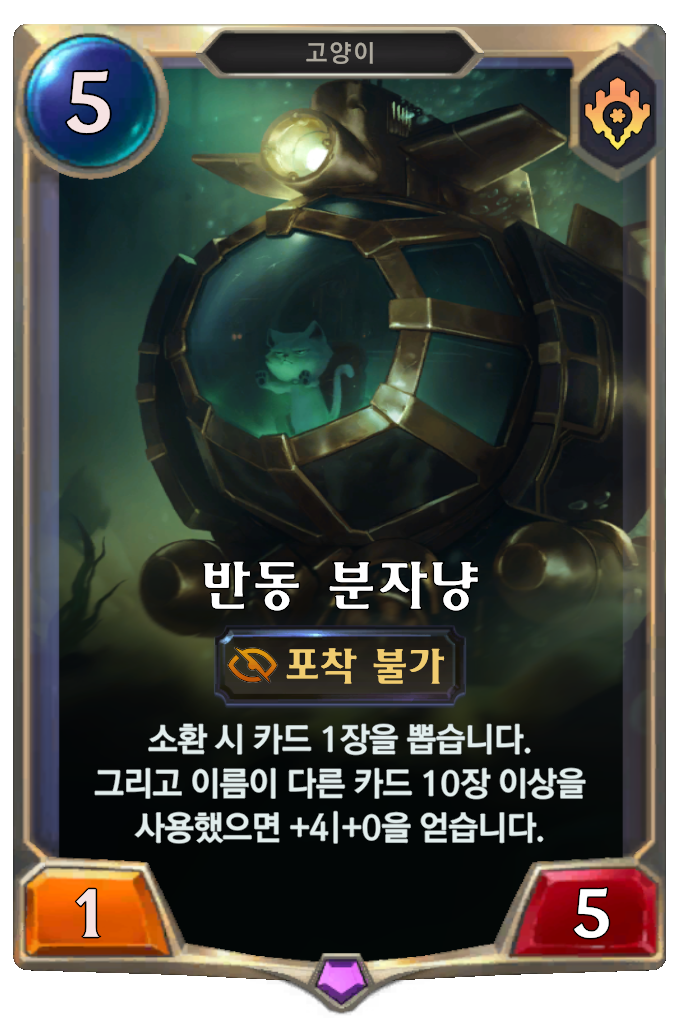 고양이
5
반동 분자냥
포착 불가
소환 시 카드 1장을 뽑습니다.
그리고 이름이 다른 카드 10장 이상을
사용했으면 +4|+0을 얻습니다.
1
5